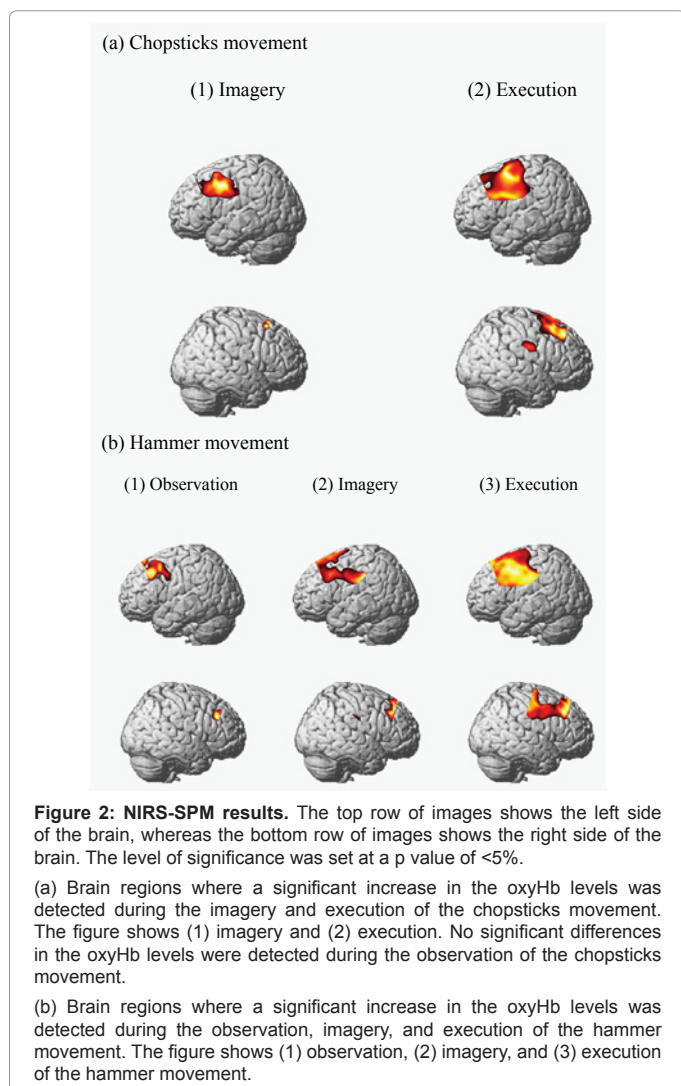 (a) Chopsticks movement
(1) Imagery
(2) Execution
(b) Hammer movement
(1) Observation
(2) Imagery
(3) Execution
Figure 2: NIRS-SPM results. The top row of images shows the left side
of the brain, whereas the bottom row of images shows the right side of the
brain. The level of significance was set at a p value of <5%.
(a) Brain regions where a significant increase in the oxyHb levels was
detected during the imagery and execution of the chopsticks movement.
The figure shows (1) imagery and (2) execution. No significant differences
in the oxyHb levels were detected during the observation of the chopsticks
movement.
(b) Brain regions where a significant increase in the oxyHb levels was
detected during the observation, imagery, and execution of the hammer
movement. The figure shows (1) observation, (2) imagery, and (3) execution
of the hammer movement.